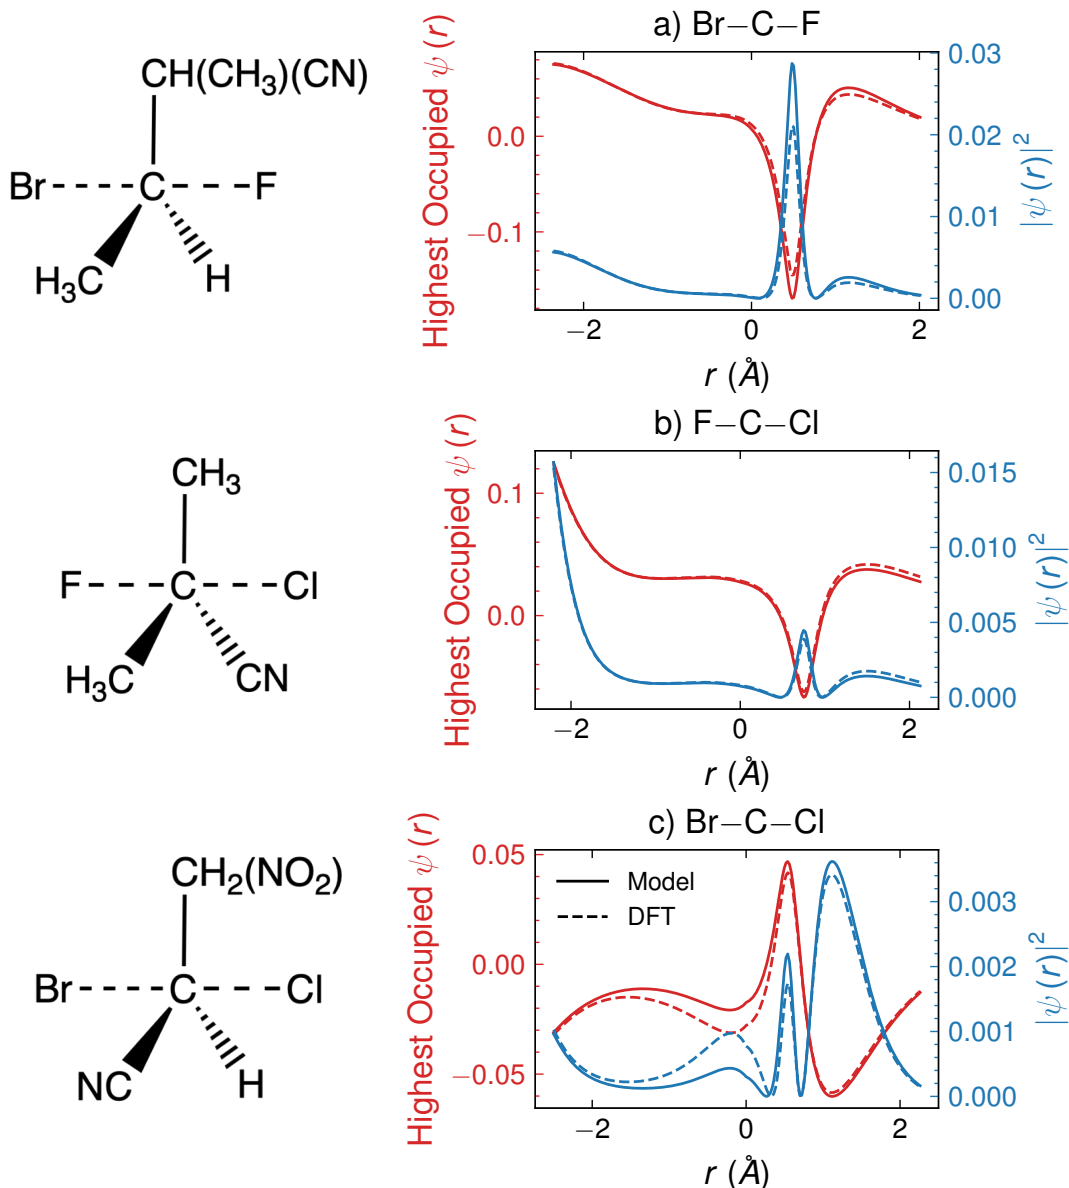 a) Br–C–F
CH(CH₃)(CN)
Br C F
H₃C H
Highest Occupied ψ(r)
0.0
−0.1
0.03
0.02
0.01
0.00
|ψ(r)|²
−2 0 2
r (Å)
b) F–C–Cl
CH₃
F C Cl
H₃C CN
Highest Occupied ψ(r)
0.1
0.0
0.015
0.010
0.005
0.000
|ψ(r)|²
−2 0 2
r (Å)
c) Br–C–Cl
CH₂(NO₂)
Br C Cl
NC H
Highest Occupied ψ(r)
0.05
0.00
−0.05
Model
DFT
0.003
0.002
0.001
0.000
|ψ(r)|²
−2 0 2
r (Å)